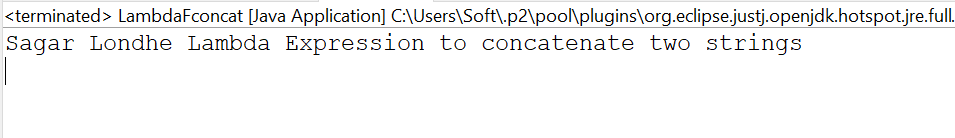 <terminated> LambdaFconcat [Java Application] C:\Users\Soft\.p2\pool\plugins\org.eclipse.justj.openjdk.hotspot.jre.full.
Sagar Londhe Lambda Expression to concatenate two strings